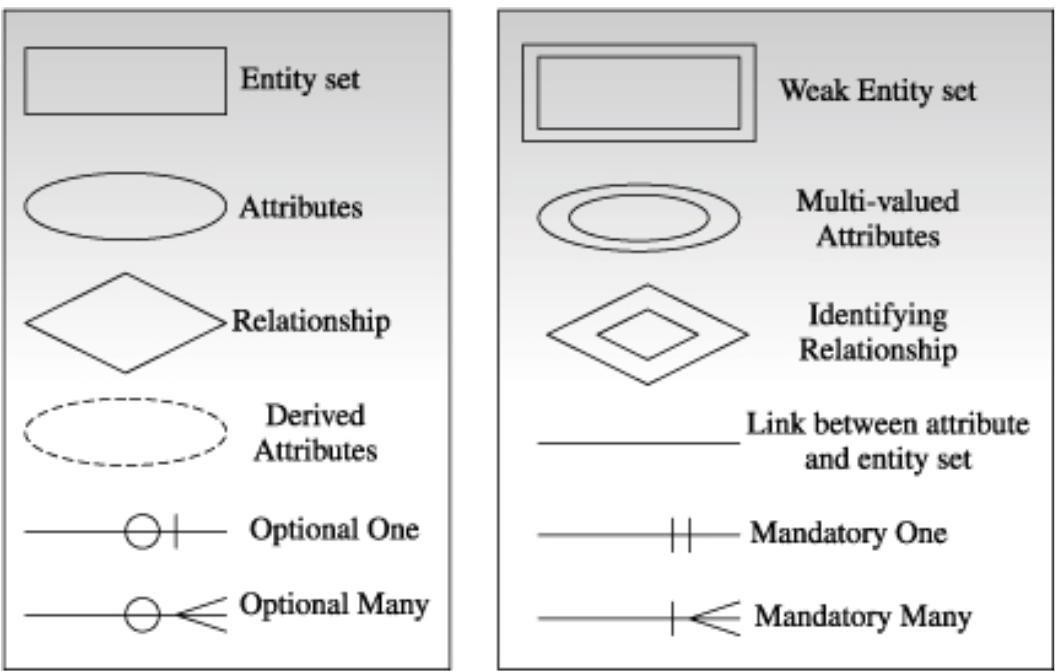 Entity set
Attributes
Relationship
Derived
Attributes
Optional One
Optional Many
Weak Entity set
Multi-valued
Attributes
Identifying
Relationship
Link between attribute
and entity set
Mandatory One
Mandatory Many